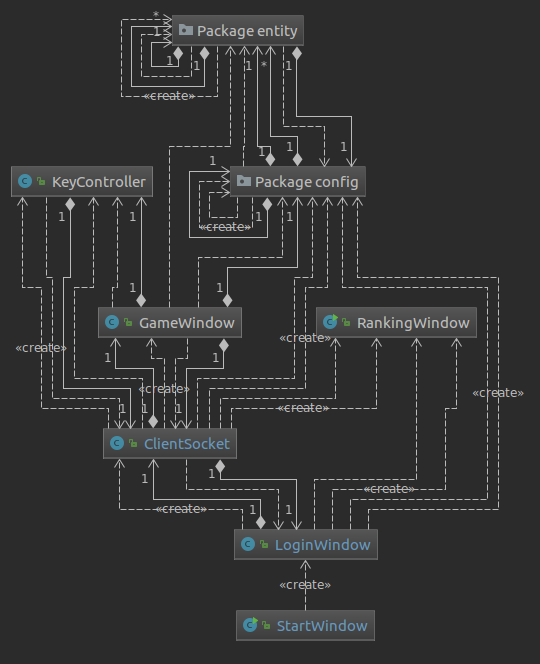 *
Package entity
1
1
1
1
*
1
«create»
1
1
1
1
KeyController
Package config
1
1
1
1
«create»
1
1
GameWindow
RankingWindow
«create»
«create»
1
1
«create»
«create»
1
1
1
«create»
ClientSocket
1
1
«create»
«create»
1
1
LoginWindow
«create»
StartWindow